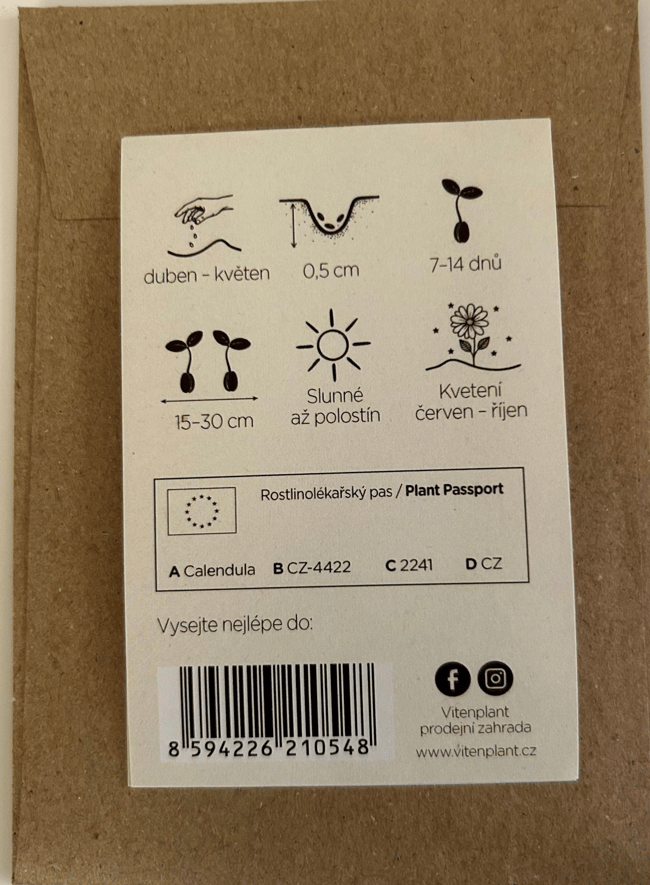 duben – květen
0,5 cm
7–14 dnů
15–30 cm
Slunné
až polostín
Kvetení
červen – říjen
Rostlinolékařský pas / Plant Passport
A Calendula B CZ-4422 C 2241 D CZ
Vysejte nejlépe do:
8 594226 210548
Vitenplant
prodejní zahrada
www.vitenplant.cz